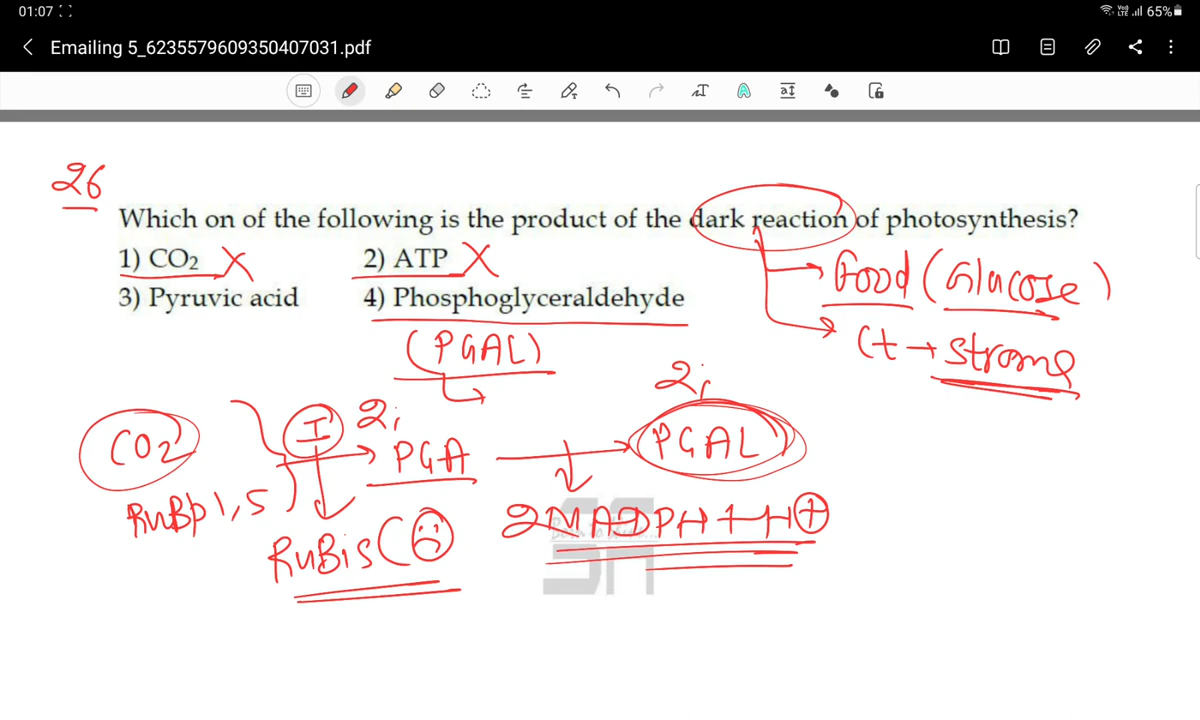 01:07
65%
Emailing 5_6235579609350407031.pdf
26
Which on of the following is the product of the dark reaction of photosynthesis?
1) CO2 X
2) ATP X
3) Pyruvic acid
4) Phosphoglyceraldehyde
→ Food (Glucose)
→ Ct → Stroma
(PGAL)
CO2
RuBp 1,5
I
2
→ PGA
RuBisCO
2
→ PGAL
2NADPH + H+